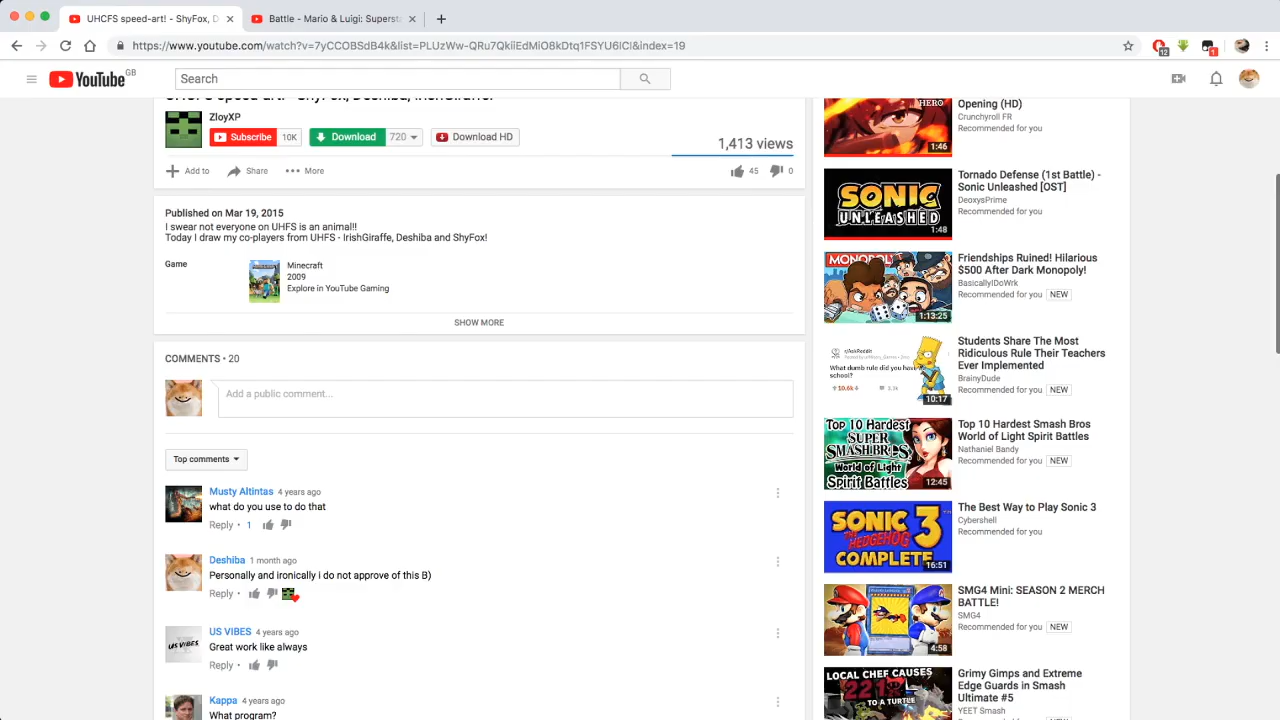 UHCFS speed-art! - ShyFox, D
Battle - Mario & Luigi: Supersta
https://www.youtube.com/watch?v=7yCCOBSdB4k&list=PLUzWw-QRu7QkiiEdMiO8kDtq1FSYU6lCl&index=19
12
1
YouTube GB
Search
UHCFS speed-art! - ShyFox, Deshiba, IrishGiraffe!
ZloyXP
Subscribe 10K
Download 720
Download HD
1,413 views
Add to
Share
More
45
0
Published on Mar 19, 2015
I swear not everyone on UHFS is an animal!!
Today I draw my co-players from UHFS - IrishGiraffe, Deshiba and ShyFox!
Game
Minecraft
2009
Explore in YouTube Gaming
SHOW MORE
COMMENTS • 20
Add a public comment...
Top comments
Musty Altintas 4 years ago
what do you use to do that
Reply • 1
Deshiba 1 month ago
Personally and ironically i do not approve of this B)
Reply •
US VIBES
US VIBES 4 years ago
Great work like always
Reply •
Kappa 4 years ago
What program?
HERO
1:46
Opening (HD)
Crunchyroll FR
Recommended for you
SONIC
UNLEASHED
1:48
Tornado Defense (1st Battle) -
Sonic Unleashed [OST]
DeoxysPrime
Recommended for you
MONOPOLY
1:13:25
Friendships Ruined! Hilarious
$500 After Dark Monopoly!
BasicallyIDoWrk
Recommended for you NEW
r/AskReddit
What dumb rule did you have
school?
10:17
Students Share The Most
Ridiculous Rule Their Teachers
Ever Implemented
BrainyDude
Recommended for you NEW
Top 10 Hardest
SUPER
SMASH BROS
World of Light
Spirit Battles
12:45
Top 10 Hardest Smash Bros
World of Light Spirit Battles
Nathaniel Bandy
Recommended for you NEW
SONIC
THE HEDGEHOG
3
COMPLETE
16:51
The Best Way to Play Sonic 3
Cybershell
Recommended for you
4:58
SMG4 Mini: SEASON 2 MERCH
BATTLE!
SMG4
Recommended for you NEW
LOCAL CHEF CAUSES
221
TO A TURTLE
Grimy Gimps and Extreme
Edge Guards in Smash
Ultimate #5
YEET Smash